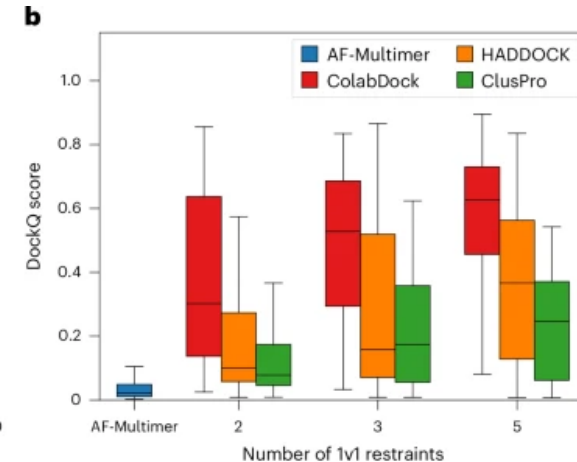 b
AF-Multimer
HADDOCK
ColabDock
ClusPro
1.0
0.8
0.6
0.4
0.2
0
DockQ score
AF-Multimer
2
3
5
Number of 1v1 restraints